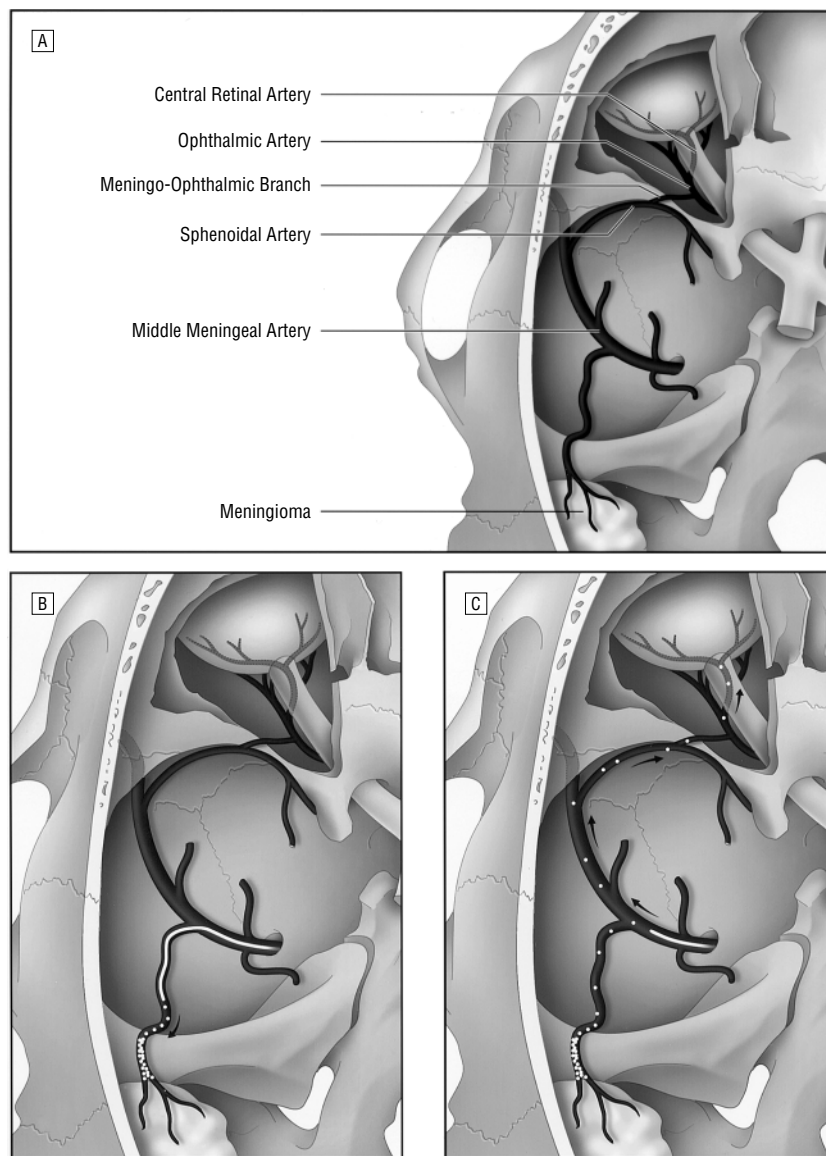 A
Central Retinal Artery
Ophthalmic Artery
Meningo-Ophthalmic Branch
Sphenoidal Artery
Middle Meningeal Artery
Meningioma
B
C